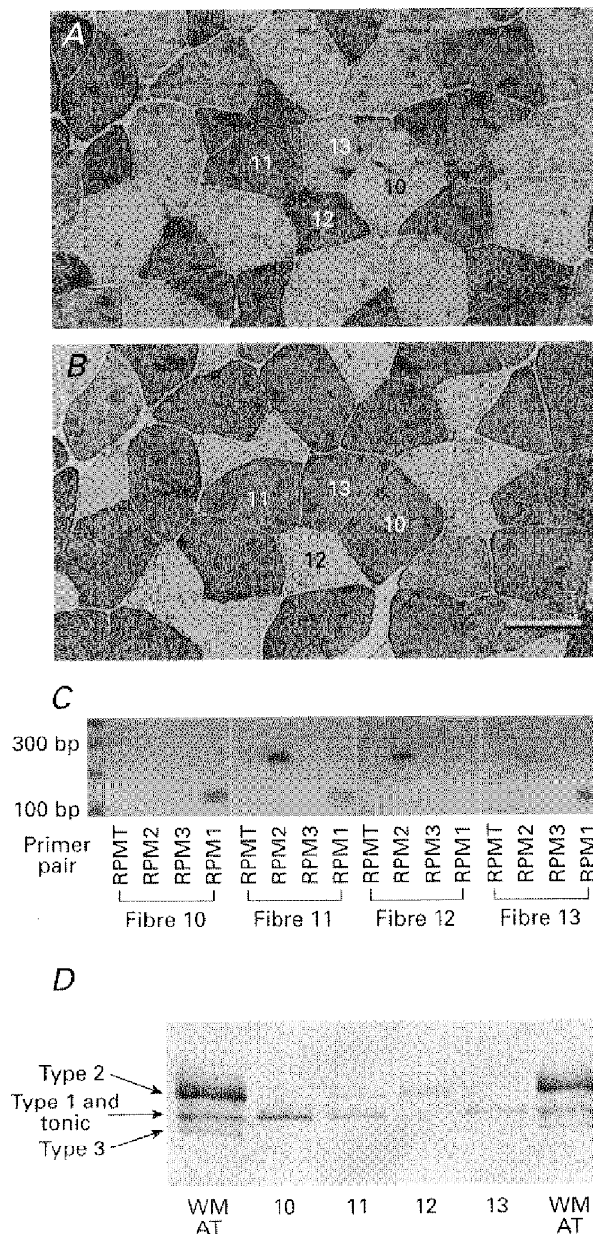 A
11
13
10
12
B
11
13
10
12
C
300 bp
100 bp
Primer pair
RPMT RPM2 RPM3 RPM1 RPMT RPM2 RPM3 RPM1 RPMT RPM2 RPM3 RPM1 RPMT RPM2 RPM3 RPM1
Fibre 10 Fibre 11 Fibre 12 Fibre 13
D
Type 2
Type 1 and
tonic
Type 3
WM 10 11 12 13 WM
AT AT